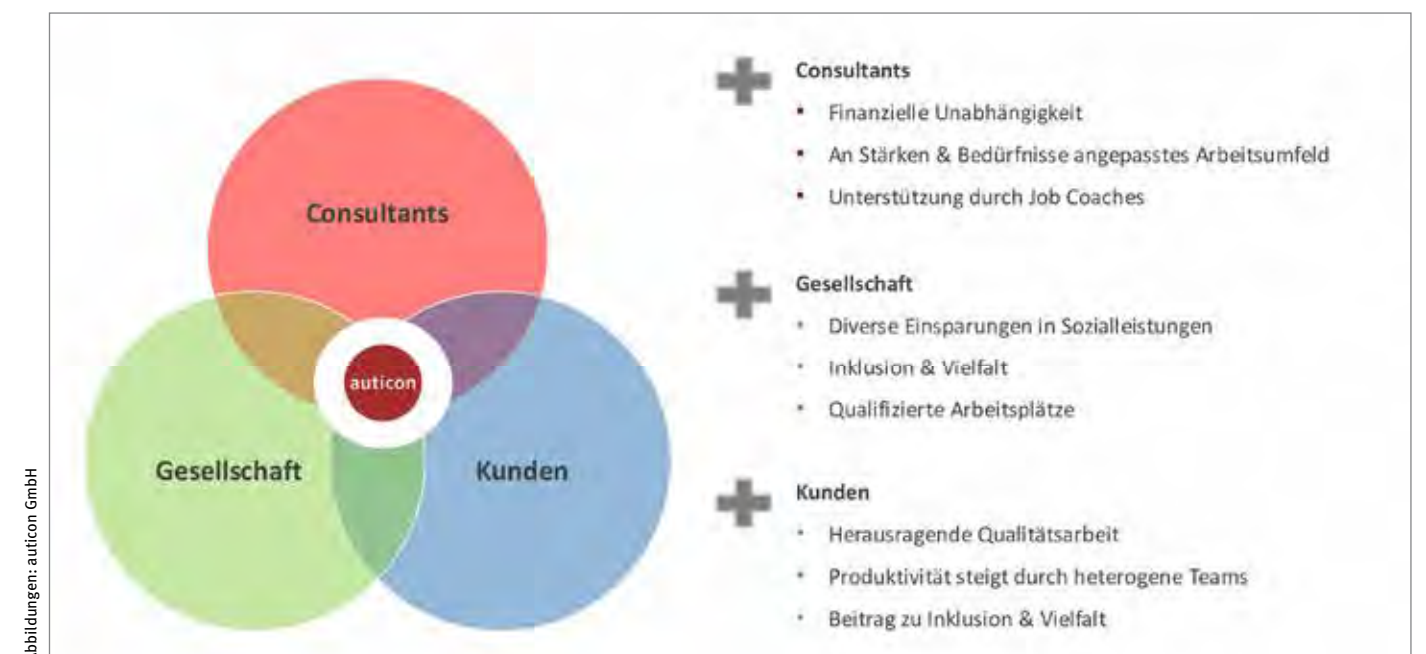 Consultants
Gesellschaft
auticon
Kunden
Consultants
• Finanzielle Unabhängigkeit
• An Stärken & Bedürfnisse angepasstes Arbeitsumfeld
• Unterstützung durch Job Coaches
Gesellschaft
• Diverse Einsparungen in Sozialleistungen
• Inklusion & Vielfalt
• Qualifizierte Arbeitsplätze
Kunden
• Herausragende Qualitätsarbeit
• Produktivität steigt durch heterogene Teams
• Beitrag zu Inklusion & Vielfalt
bbildungen: auticon GmbH